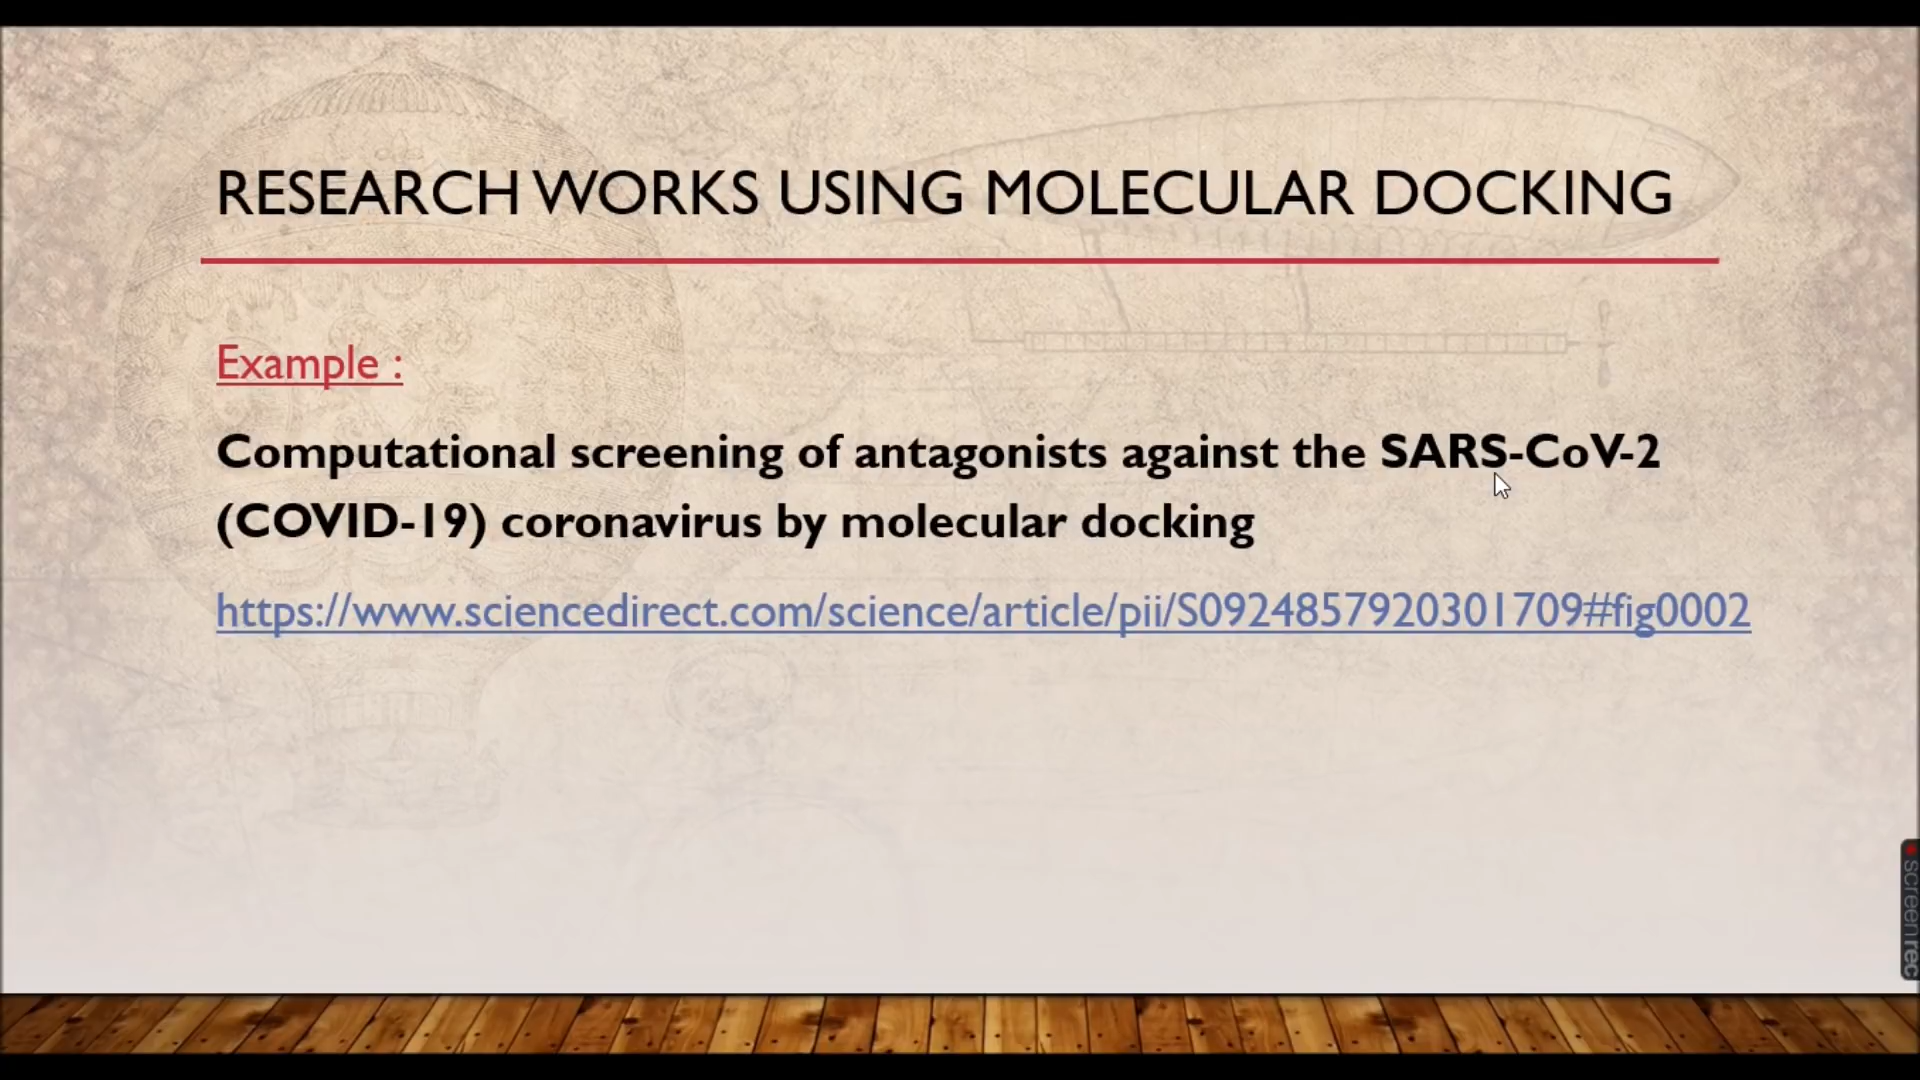 RESEARCH WORKS USING MOLECULAR DOCKING
Example :
Computational screening of antagonists against the SARS-CoV-2
(COVID-19) coronavirus by molecular docking
https://www.sciencedirect.com/science/article/pii/S0924857920301709#fig0002
screenrec